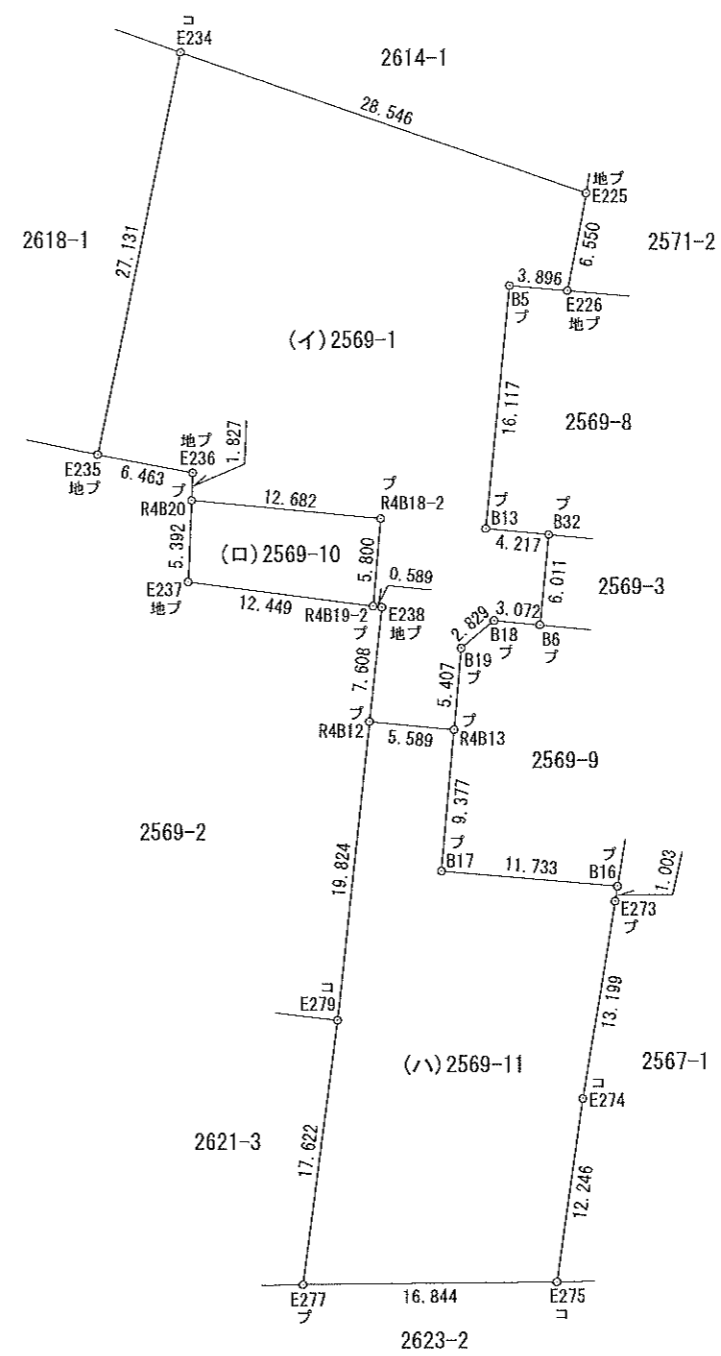 コ
E234
2614-1
28.546
地プ
E225
2618-1
27.131
6.550
2571-2
3.896
B5
プ
E226
地プ
(イ)2569-1
16.117
2569-8
地プ
E236
1.827
E235
地プ
6.463
プ
R4B20
12.682
プ
R4B18-2
プ
B13
プ
B32
4.217
5.392
(ロ)2569-10
5.800
0.589
6.011
2569-3
E237
地プ
12.449
R4B19-2
プ
E238
地プ
2.829
3.072
B18
プ
B6
プ
B19
プ
7.608
5.407
プ
R4B12
5.589
プ
R4B13
2569-9
9.377
2569-2
プ
B17
11.733
プ
B16
1.003
E273
プ
19.824
13.199
コ
E279
(ハ)2569-11
2567-1
コ
E274
2621-3
17.622
12.246
E277
プ
16.844
E275
コ
2623-2